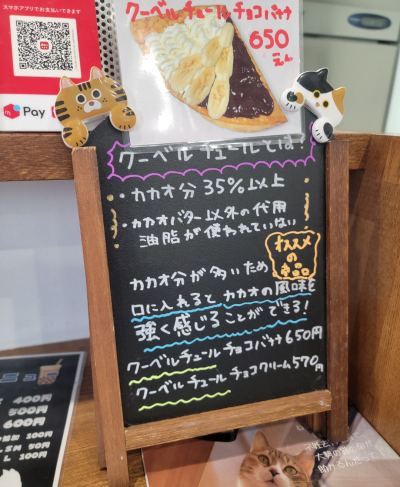 スマホアプリでお支払いできます
Pay
クーベルチュールチョコバナナ
650
えん
クーベルチュールとは!
・カカオ分 35%以上
・カカオバター以外の代用
油脂が使われていない
オススメ
の
商品
カカオ分が多いため
口に入れるとカカオの風味を
強く感じることができる!
クーベルチュールチョコバナナ 650円
クーベルチュールチョコクリーム 570円
400円
500円
600円
100円
100円
L 100円